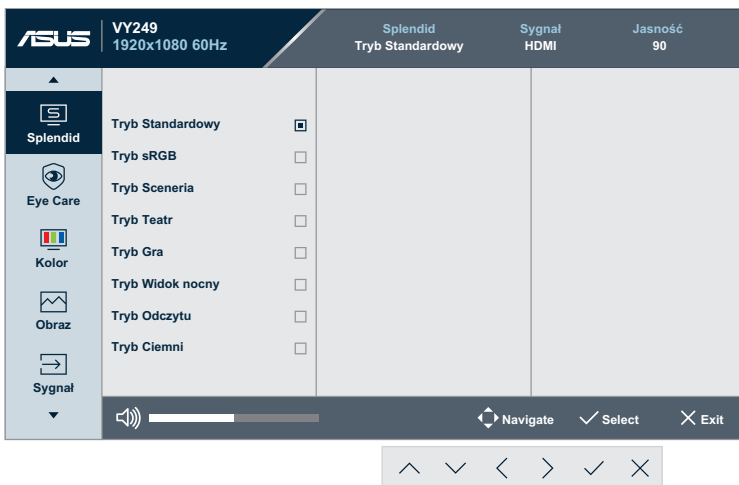 ASUS
VY249
1920x1080 60Hz
Splendid
Tryb Standardowy
Sygnał
HDMI
Jasność
90
Splendid
Eye Care
Kolor
Obraz
Sygnał
Tryb Standardowy
Tryb sRGB
Tryb Sceneria
Tryb Teatr
Tryb Gra
Tryb Widok nocny
Tryb Odczytu
Tryb Ciemni
Navigate
Select
Exit